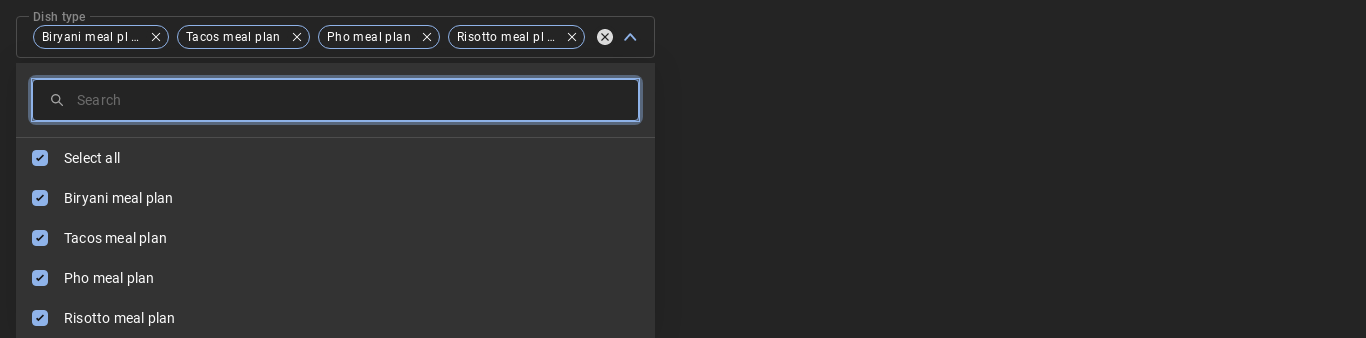 Dish type
Biryani meal pl ... Tacos meal plan Pho meal plan Risotto meal pl ...
Search
Select all
Biryani meal plan
Tacos meal plan
Pho meal plan
Risotto meal plan